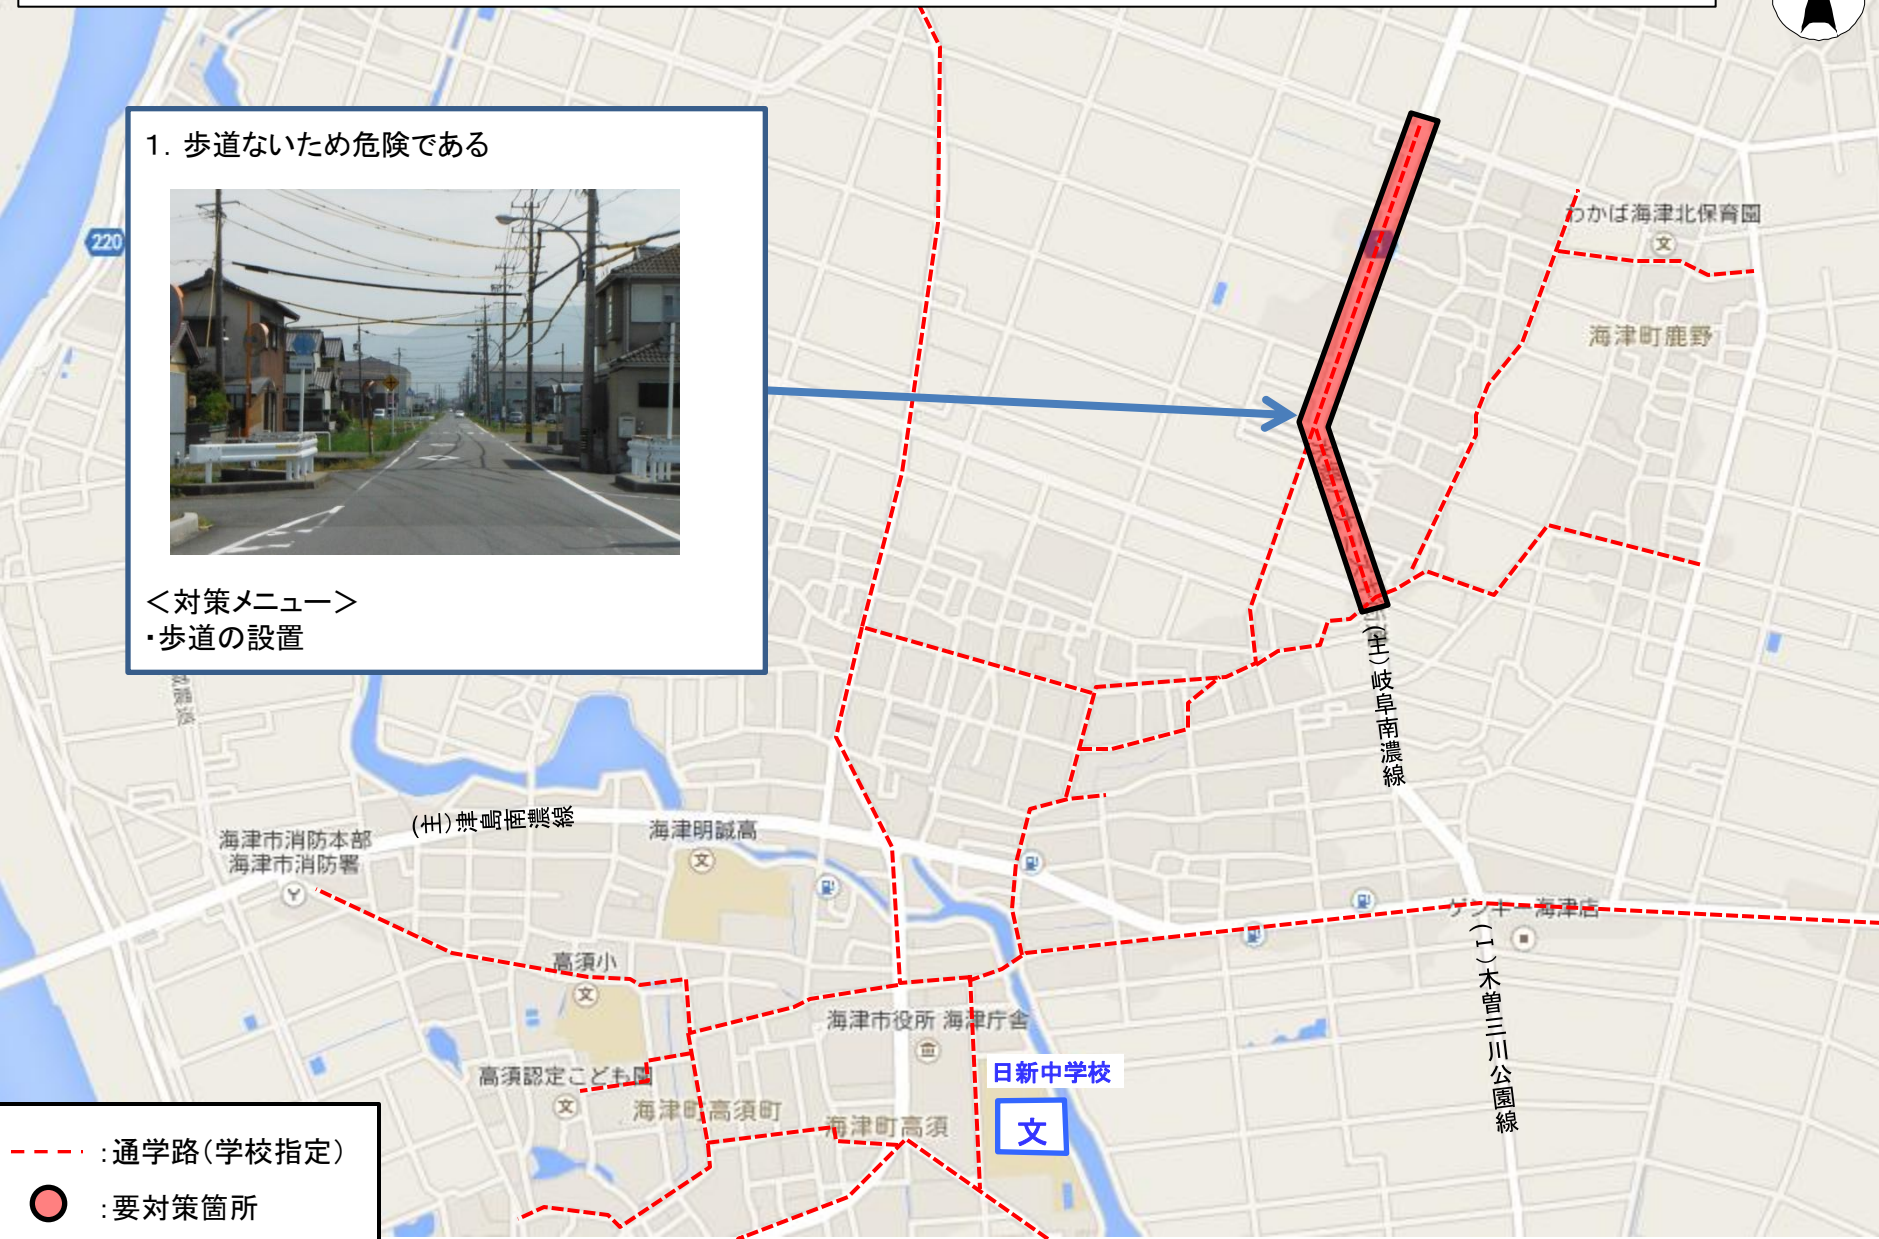 1. 歩道ないため危険である
＜対策メニュー＞
・歩道の設置
220
わかば海津北保育園
文
海津町鹿野
(主)岐阜南濃線
(主)津島南濃線
海津市消防本部
海津市消防署
Y
海津明誠高
文
ゲンキー海津店
(一)木曽三川公園線
高須小
文
海津市役所 海津庁舎
日新中学校
文
高須認定こども園
文
海津町高須町
海津町高須
:通学路(学校指定)
:要対策箇所